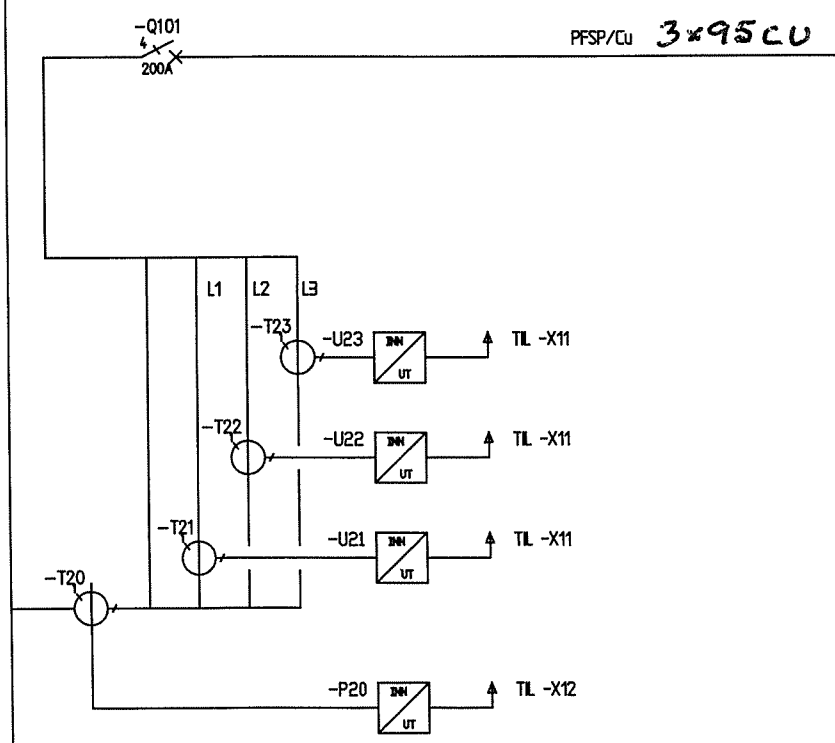 -Q101
4
200A
PFSP/Cu 3x95CU
L1 L2 L3
-T23 -U23 INN UT TIL -X11
-T22 -U22 INN UT TIL -X11
-T21 -U21 INN UT TIL -X11
-T20
-P20 INN UT TIL -X12